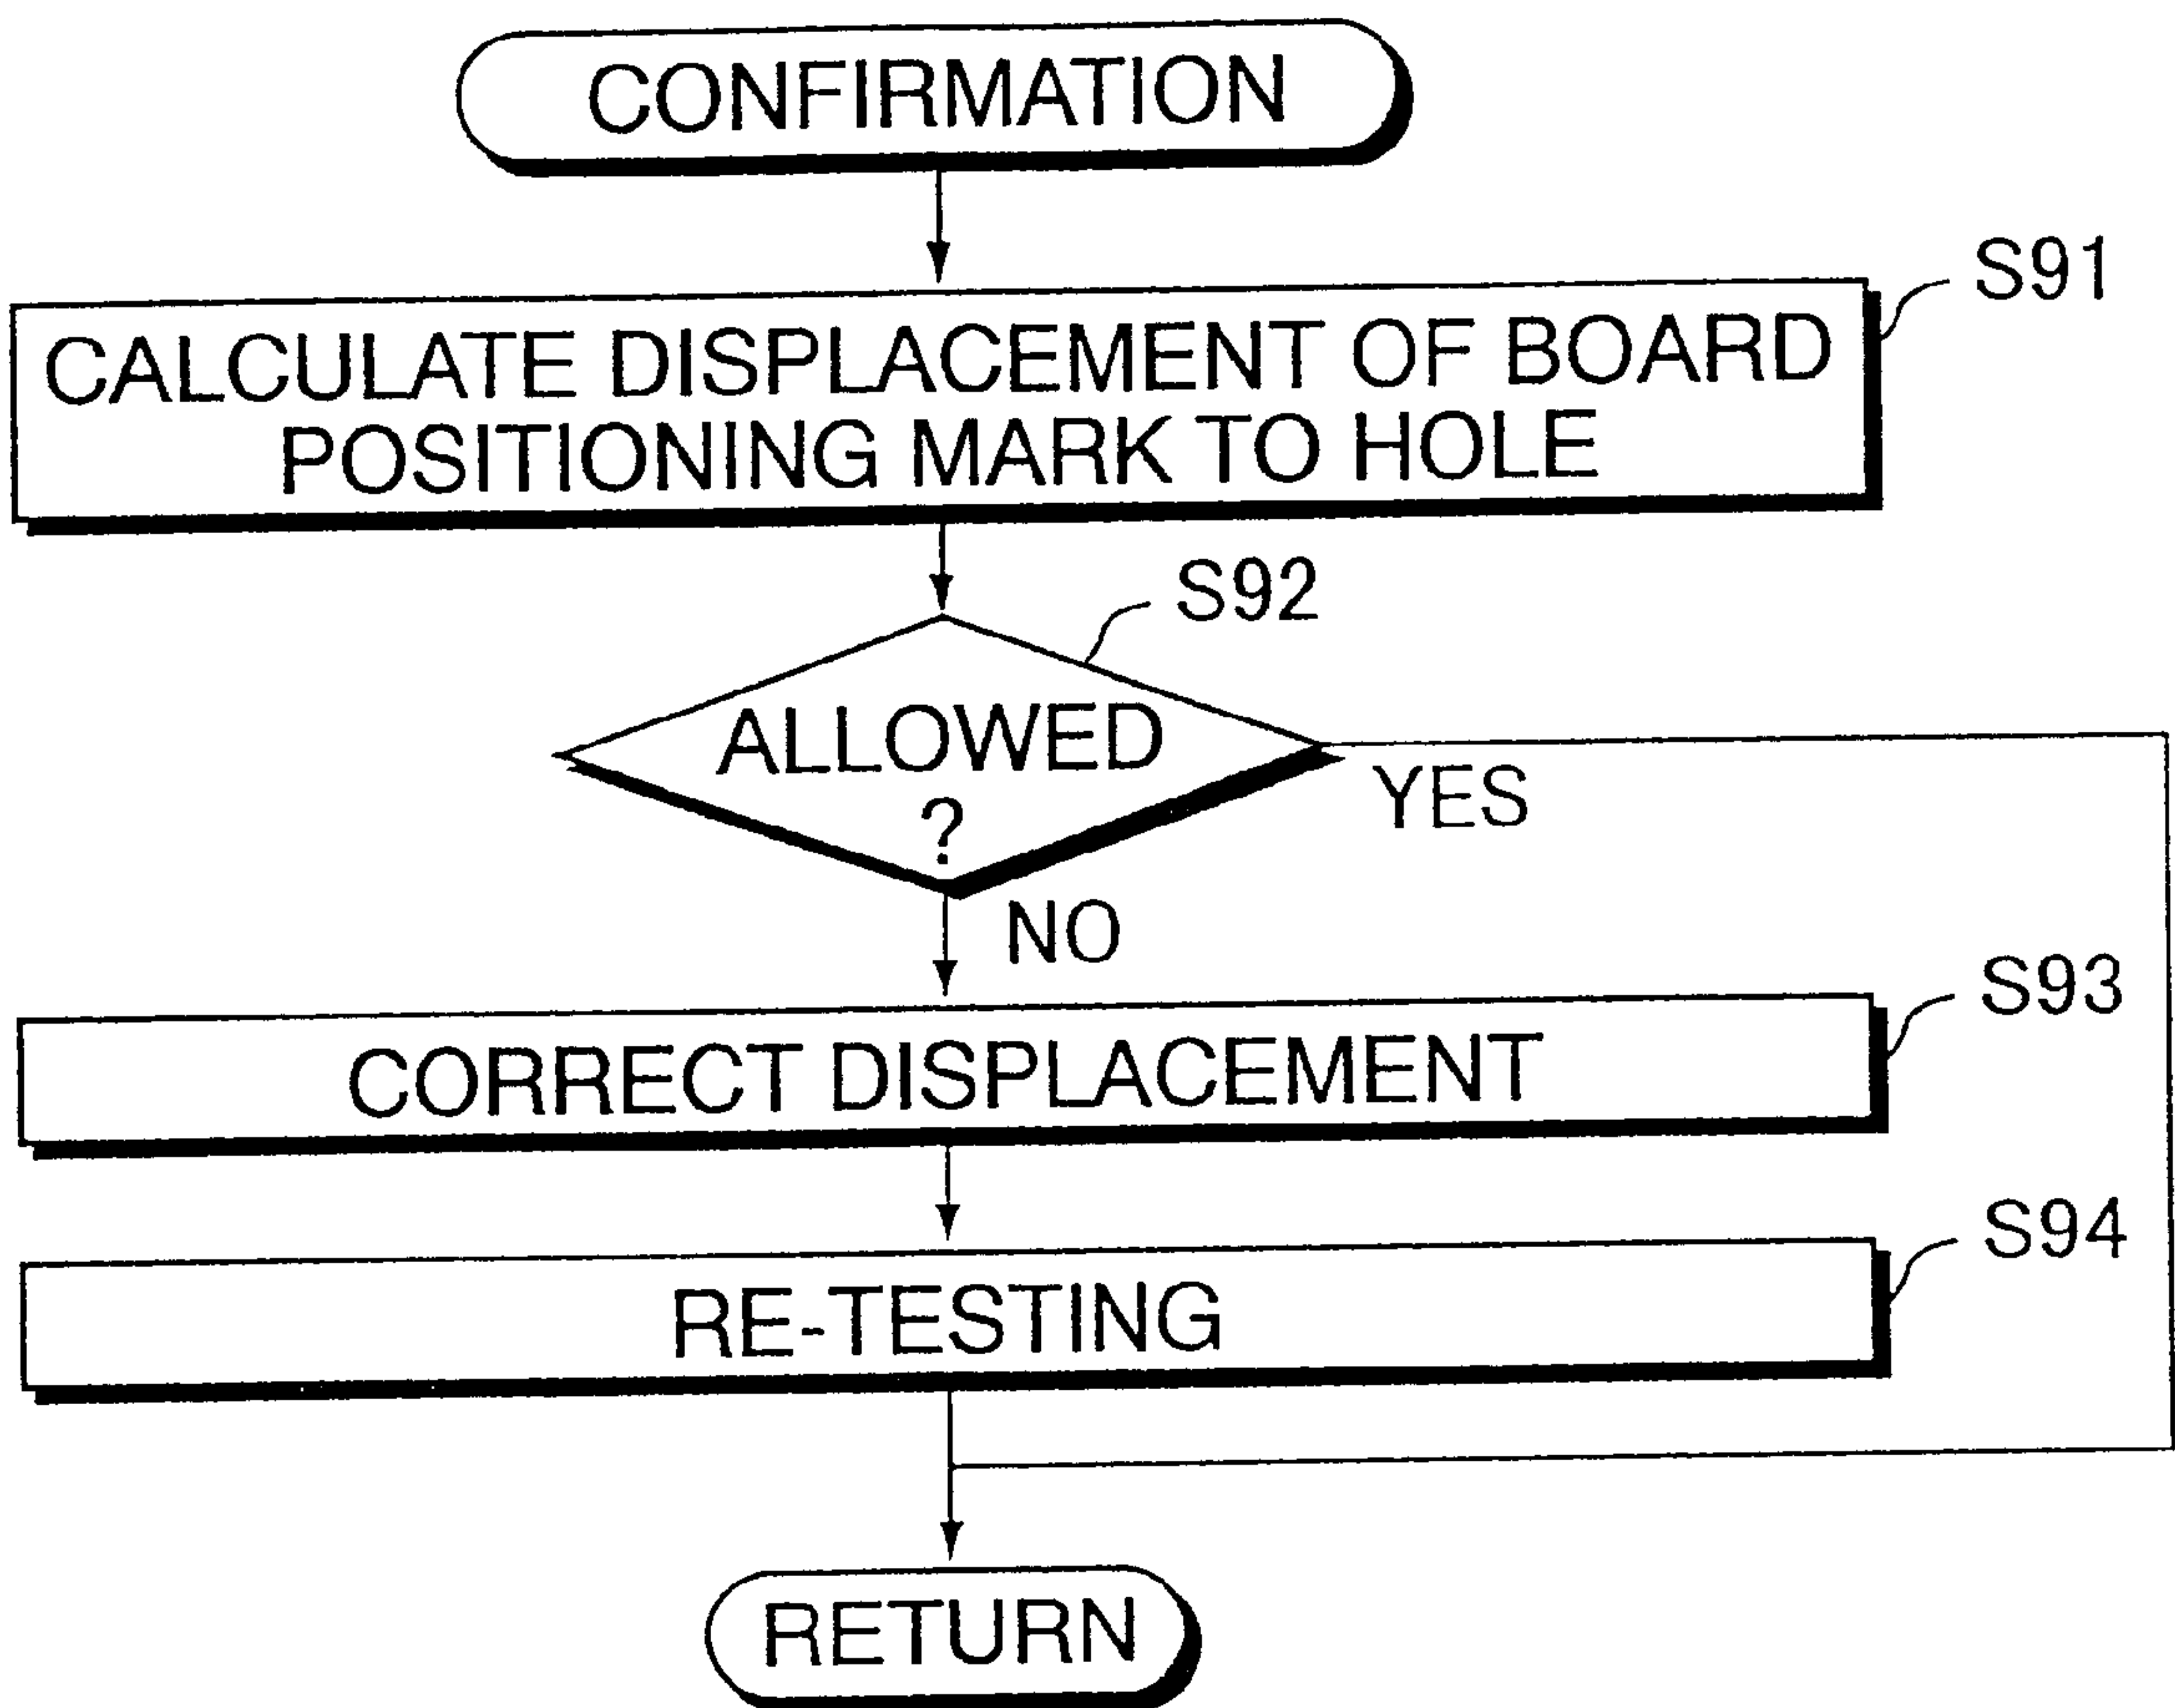 CONFIRMATION
S91
CALCULATE DISPLACEMENT OF BOARD
POSITIONING MARK TO HOLE
S92
ALLOWED
?
YES
NO
S93
CORRECT DISPLACEMENT
S94
RE-TESTING
RETURN